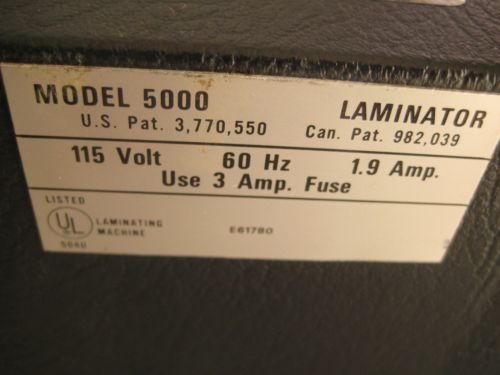 MODEL 5000 LAMINATOR
U.S. Pat. 3,770,550 Can. Pat. 982,039
115 Volt 60 Hz 1.9 Amp.
Use 3 Amp. Fuse
LISTED
UL LAMINATING
MACHINE E61780